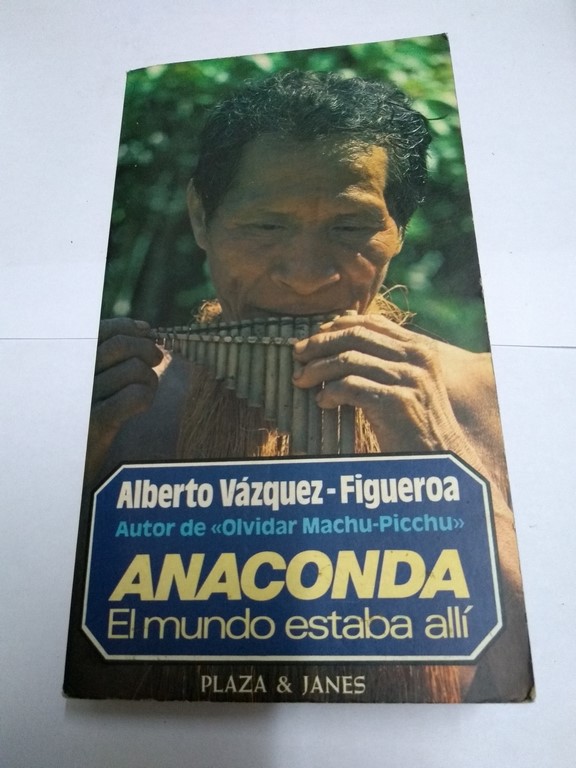 Alberto Vázquez-Figueroa
Autor de «Olvidar Machu-Picchu»
ANACONDA
El mundo estaba allí
PLAZA & JANES